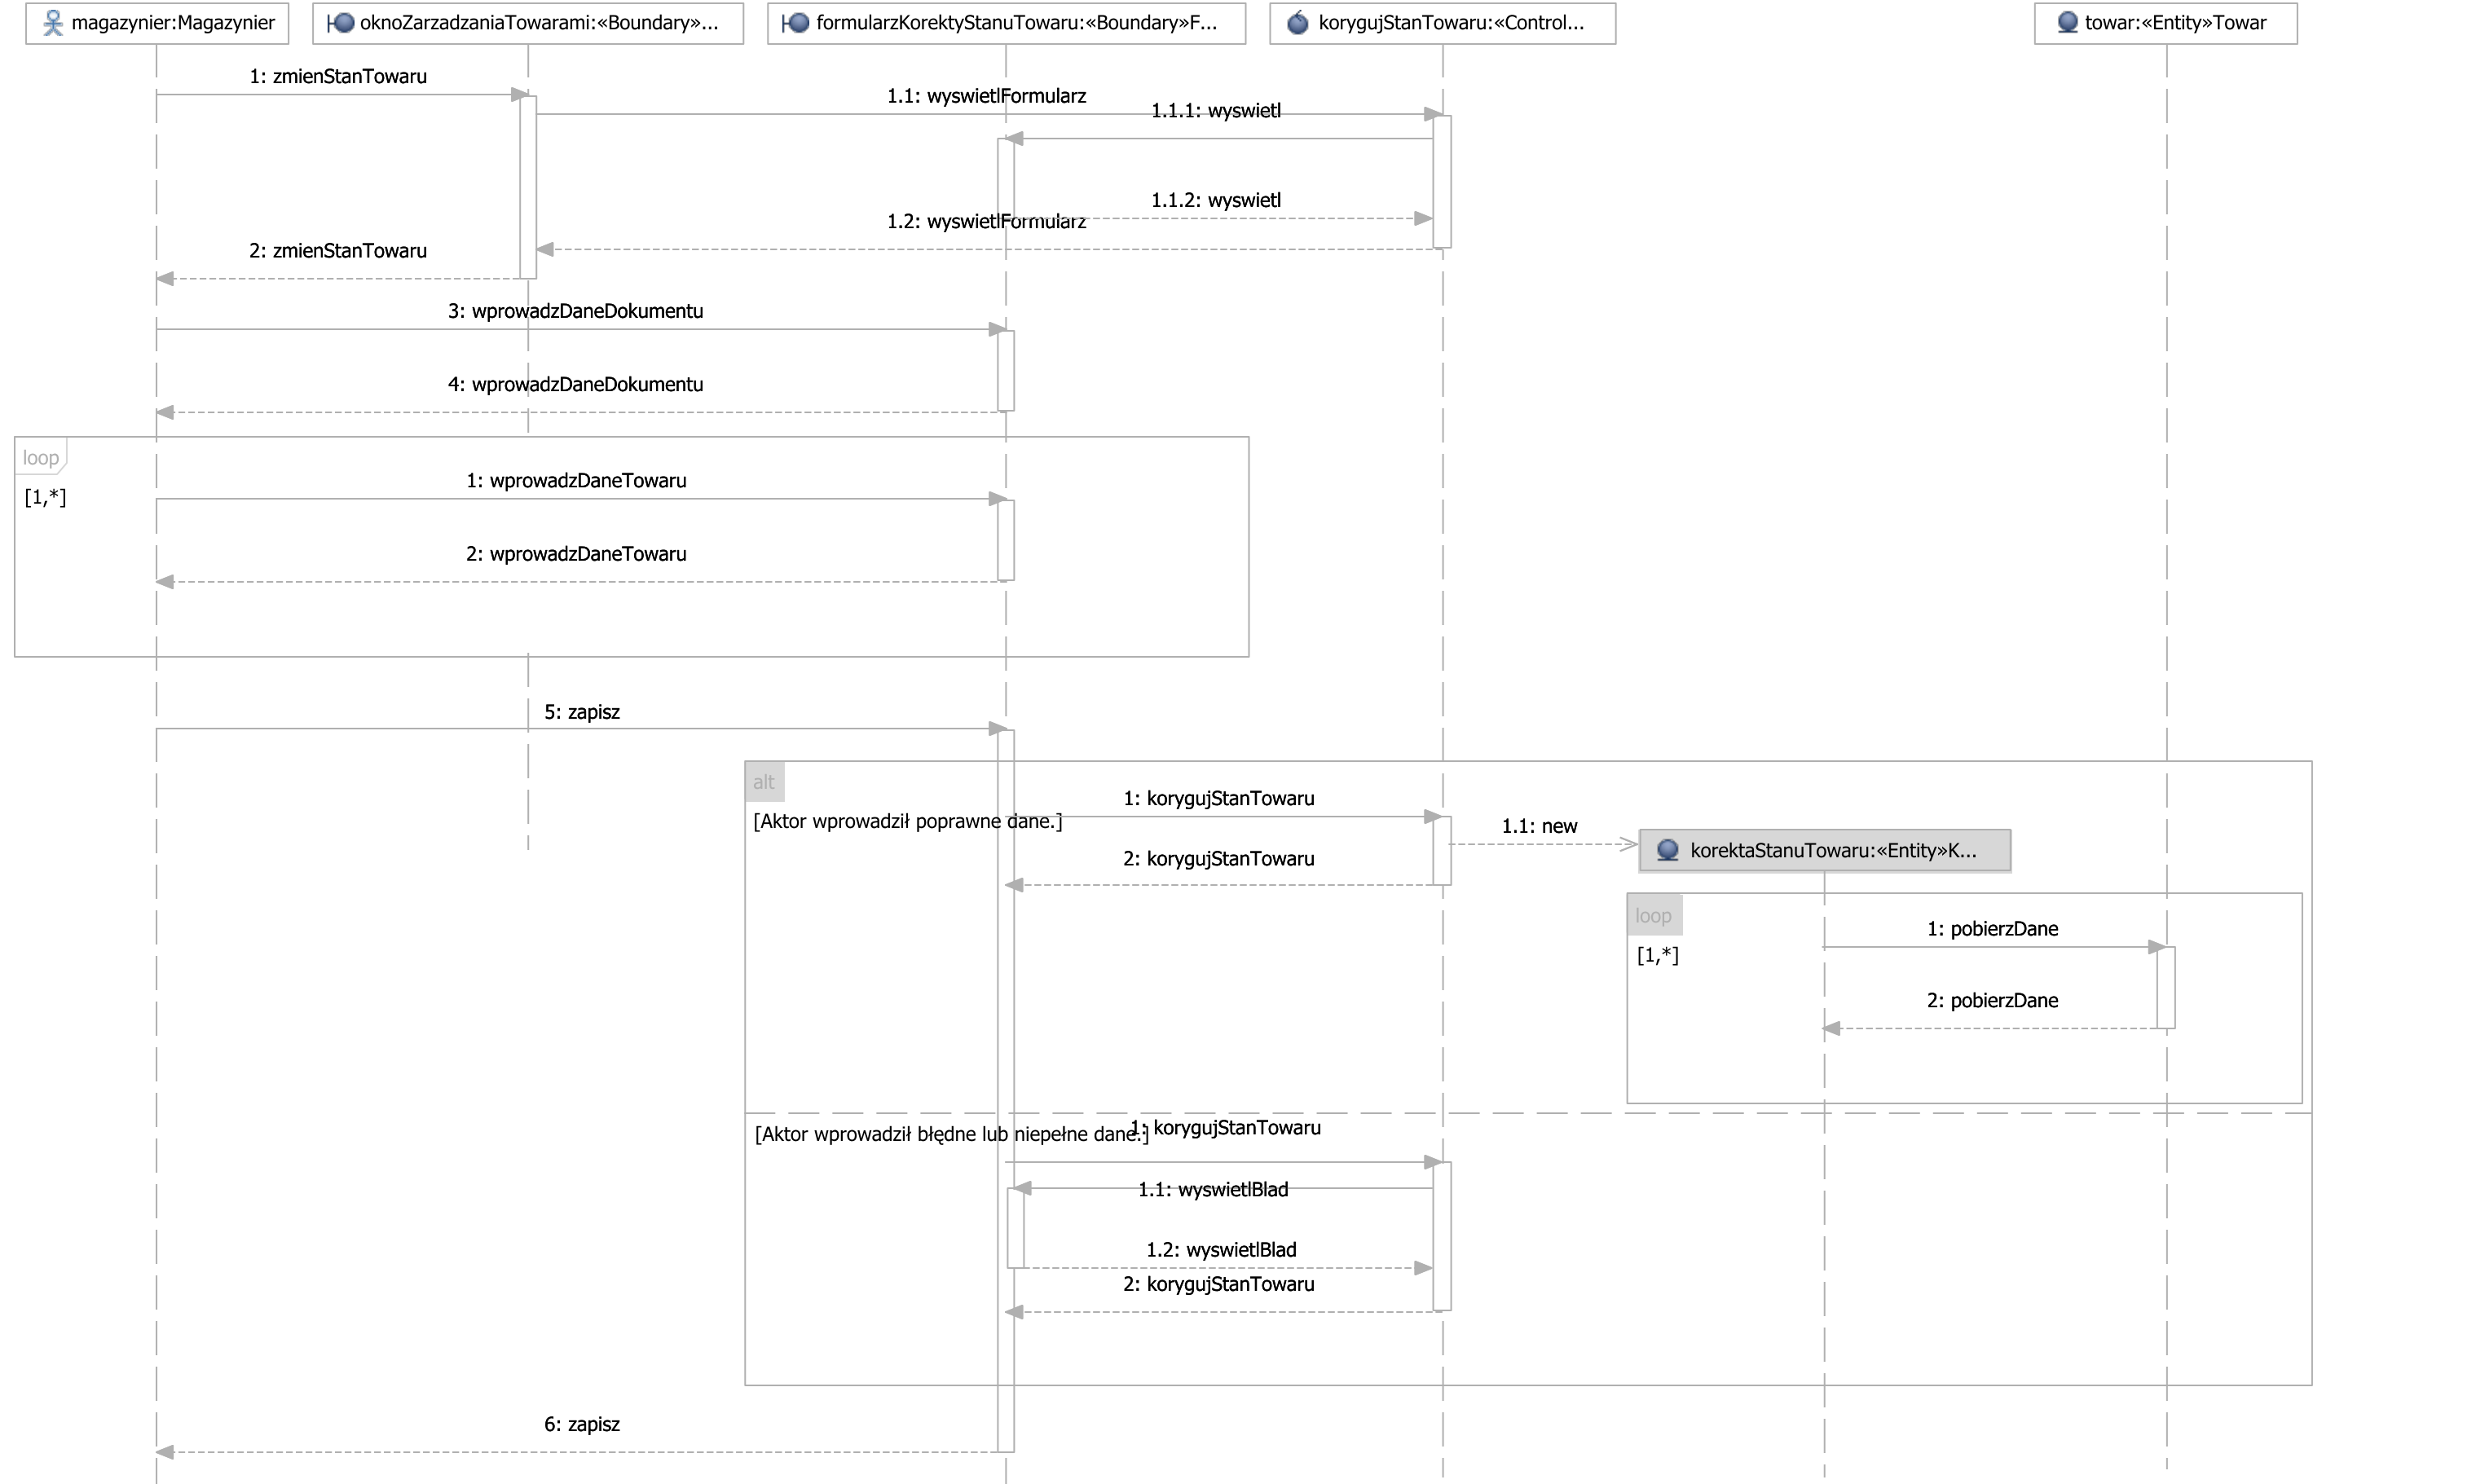 magazynier:Magazynier
oknoZarzadzaniaTowarami:«Boundary»...
formularzKorektyStanuTowaru:«Boundary»F...
korygujStanTowaru:«Control...
towar:«Entity»Towar
1: zmienStanTowaru
1.1: wyswietlFormularz
1.1.1: wyswietl
1.1.2: wyswietl
1.2: wyswietlFormularz
2: zmienStanTowaru
3: wprowadzDaneDokumentu
4: wprowadzDaneDokumentu
loop
[1,*]
1: wprowadzDaneTowaru
2: wprowadzDaneTowaru
5: zapisz
alt
[Aktor wprowadził poprawne dane.]
1: korygujStanTowaru
1.1: new
korektaStanuTowaru:«Entity»K...
2: korygujStanTowaru
loop
[1,*]
1: pobierzDane
2: pobierzDane
[Aktor wprowadził błędne lub niepełne dane.]
1: korygujStanTowaru
1.1: wyswietlBlad
1.2: wyswietlBlad
2: korygujStanTowaru
6: zapisz